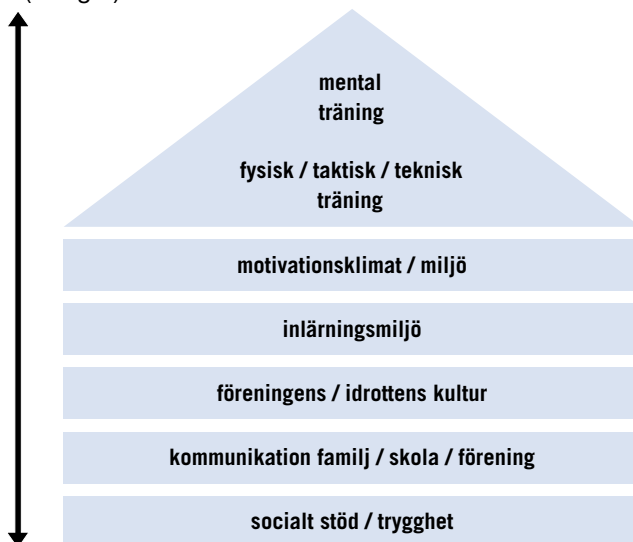 mental
träning
fysisk / taktisk / teknisk
träning
motivationsklimat / miljö
inlärningsmiljö
föreningens / idrottens kultur
kommunikation familj / skola / förening
socialt stöd / trygghet